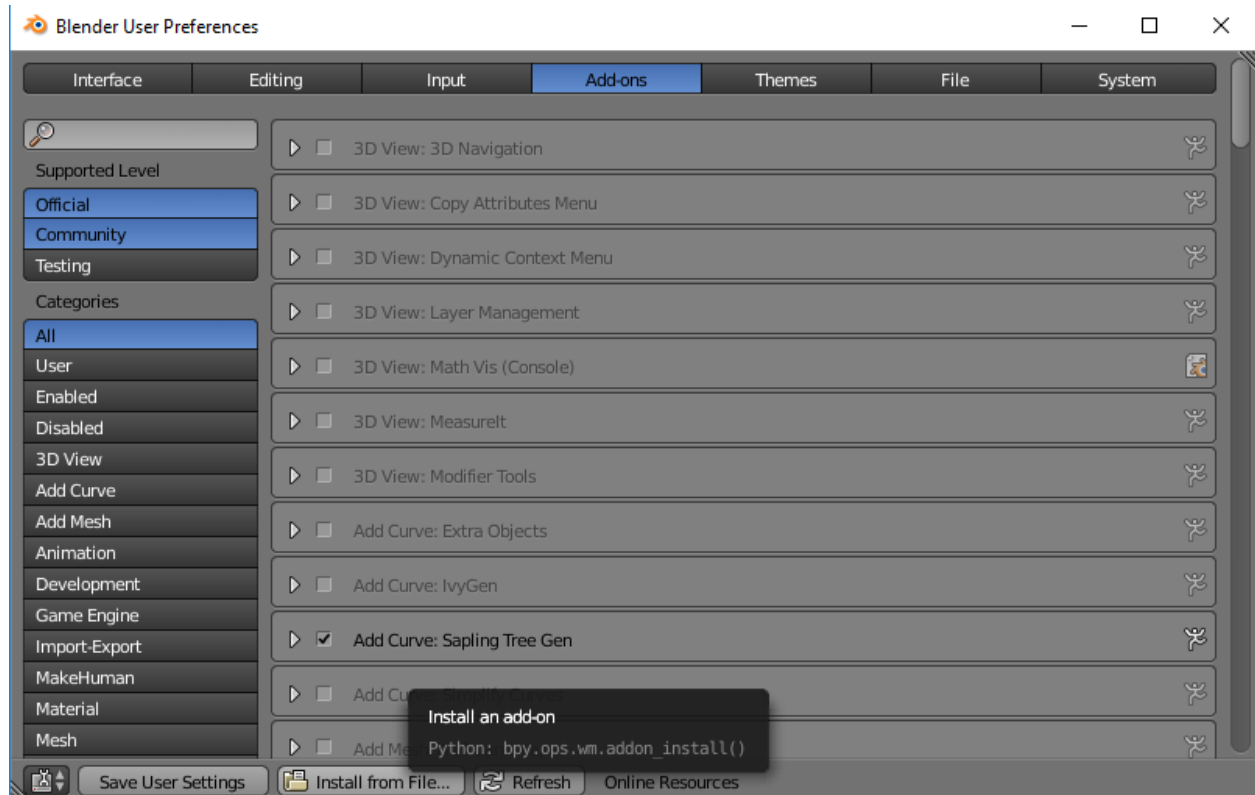 Blender User Preferences
Interface Editing Input Add-ons Themes File System
Supported Level
Official
Community
Testing
Categories
All
User
Enabled
Disabled
3D View
Add Curve
Add Mesh
Animation
Development
Game Engine
Import-Export
MakeHuman
Material
Mesh
3D View: 3D Navigation
3D View: Copy Attributes Menu
3D View: Dynamic Context Menu
3D View: Layer Management
3D View: Math Vis (Console)
3D View: MeasureIt
3D View: Modifier Tools
Add Curve: Extra Objects
Add Curve: IvyGen
Add Curve: Sapling Tree Gen
Add Curve: Simplify Curves
Install an add-on
Python: bpy.ops.wm.addon_install()
Save User Settings Install from File... Refresh Online Resources